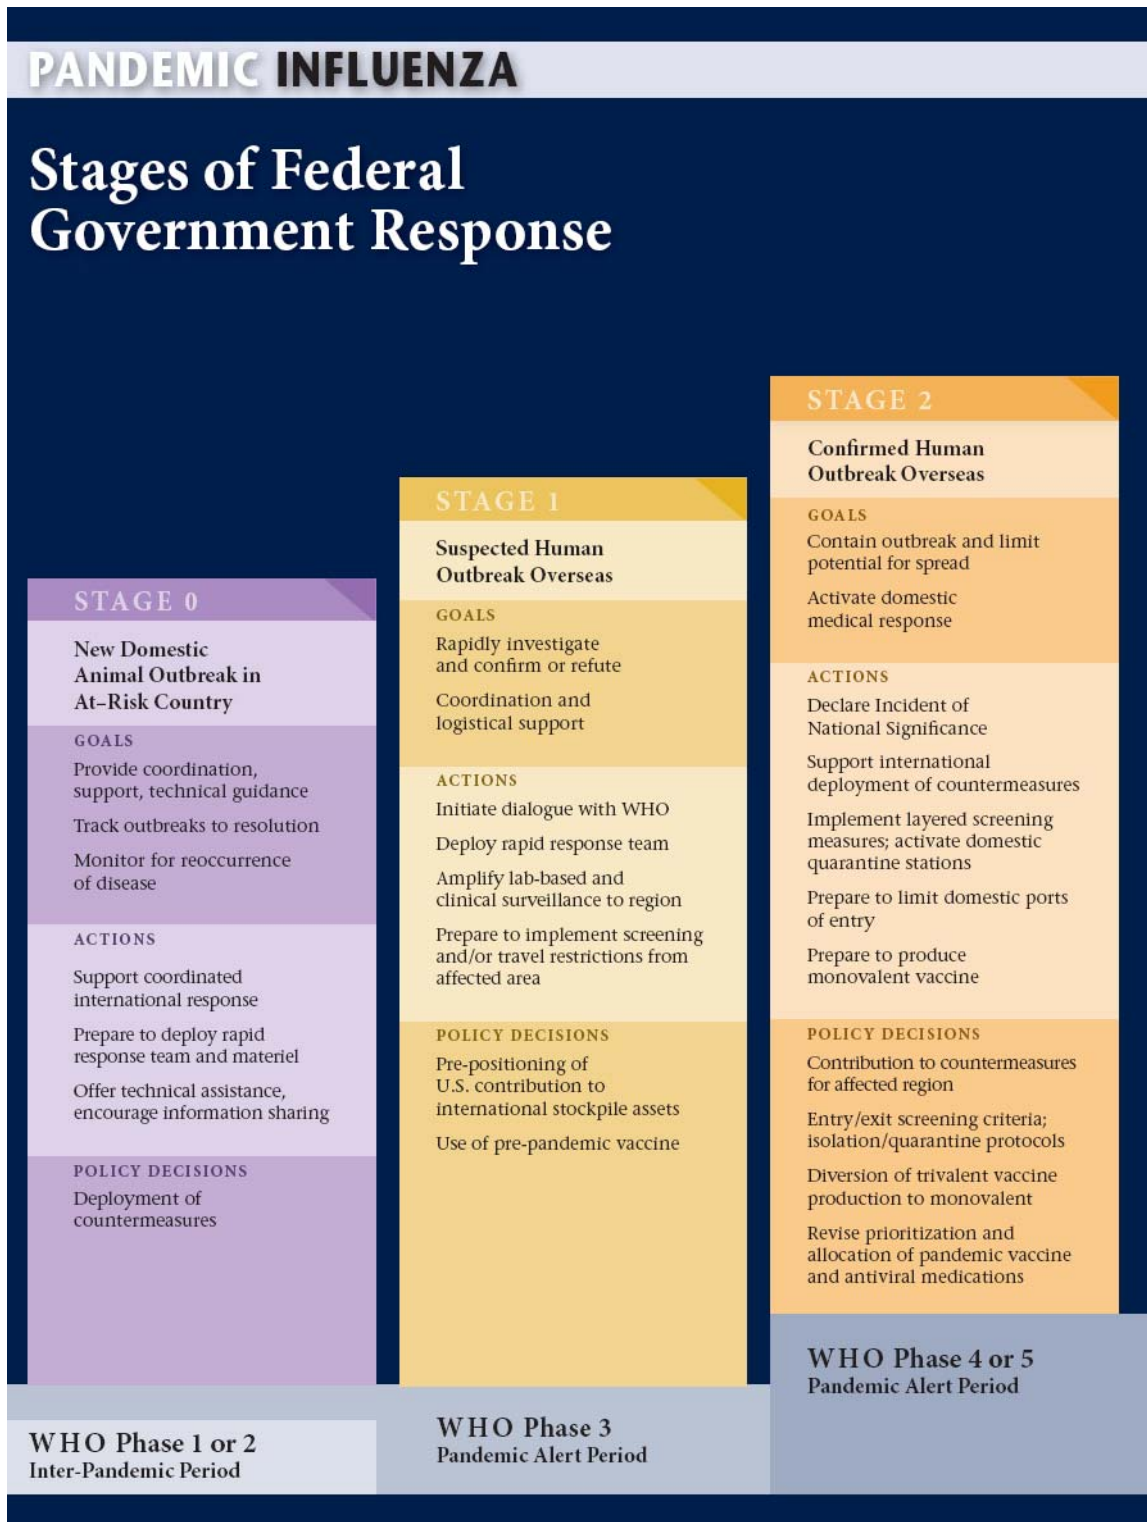 PANDEMIC INFLUENZA
Stages of Federal
Government Response
STAGE 0
New Domestic
Animal Outbreak in
At–Risk Country
GOALS
Provide coordination,
support, technical guidance
Track outbreaks to resolution
Monitor for reoccurrence
of disease
ACTIONS
Support coordinated
international response
Prepare to deploy rapid
response team and materiel
Offer technical assistance,
encourage information sharing
POLICY DECISIONS
Deployment of
countermeasures
WHO Phase 1 or 2
Inter-Pandemic Period
STAGE 1
Suspected Human
Outbreak Overseas
GOALS
Rapidly investigate
and confirm or refute
Coordination and
logistical support
ACTIONS
Initiate dialogue with WHO
Deploy rapid response team
Amplify lab-based and
clinical surveillance to region
Prepare to implement screening
and/or travel restrictions from
affected area
POLICY DECISIONS
Pre-positioning of
U.S. contribution to
international stockpile assets
Use of pre-pandemic vaccine
WHO Phase 3
Pandemic Alert Period
STAGE 2
Confirmed Human
Outbreak Overseas
GOALS
Contain outbreak and limit
potential for spread
Activate domestic
medical response
ACTIONS
Declare Incident of
National Significance
Support international
deployment of countermeasures
Implement layered screening
measures; activate domestic
quarantine stations
Prepare to limit domestic ports
of entry
Prepare to produce
monovalent vaccine
POLICY DECISIONS
Contribution to countermeasures
for affected region
Entry/exit screening criteria;
isolation/quarantine protocols
Diversion of trivalent vaccine
production to monovalent
Revise prioritization and
allocation of pandemic vaccine
and antiviral medications
WHO Phase 4 or 5
Pandemic Alert Period